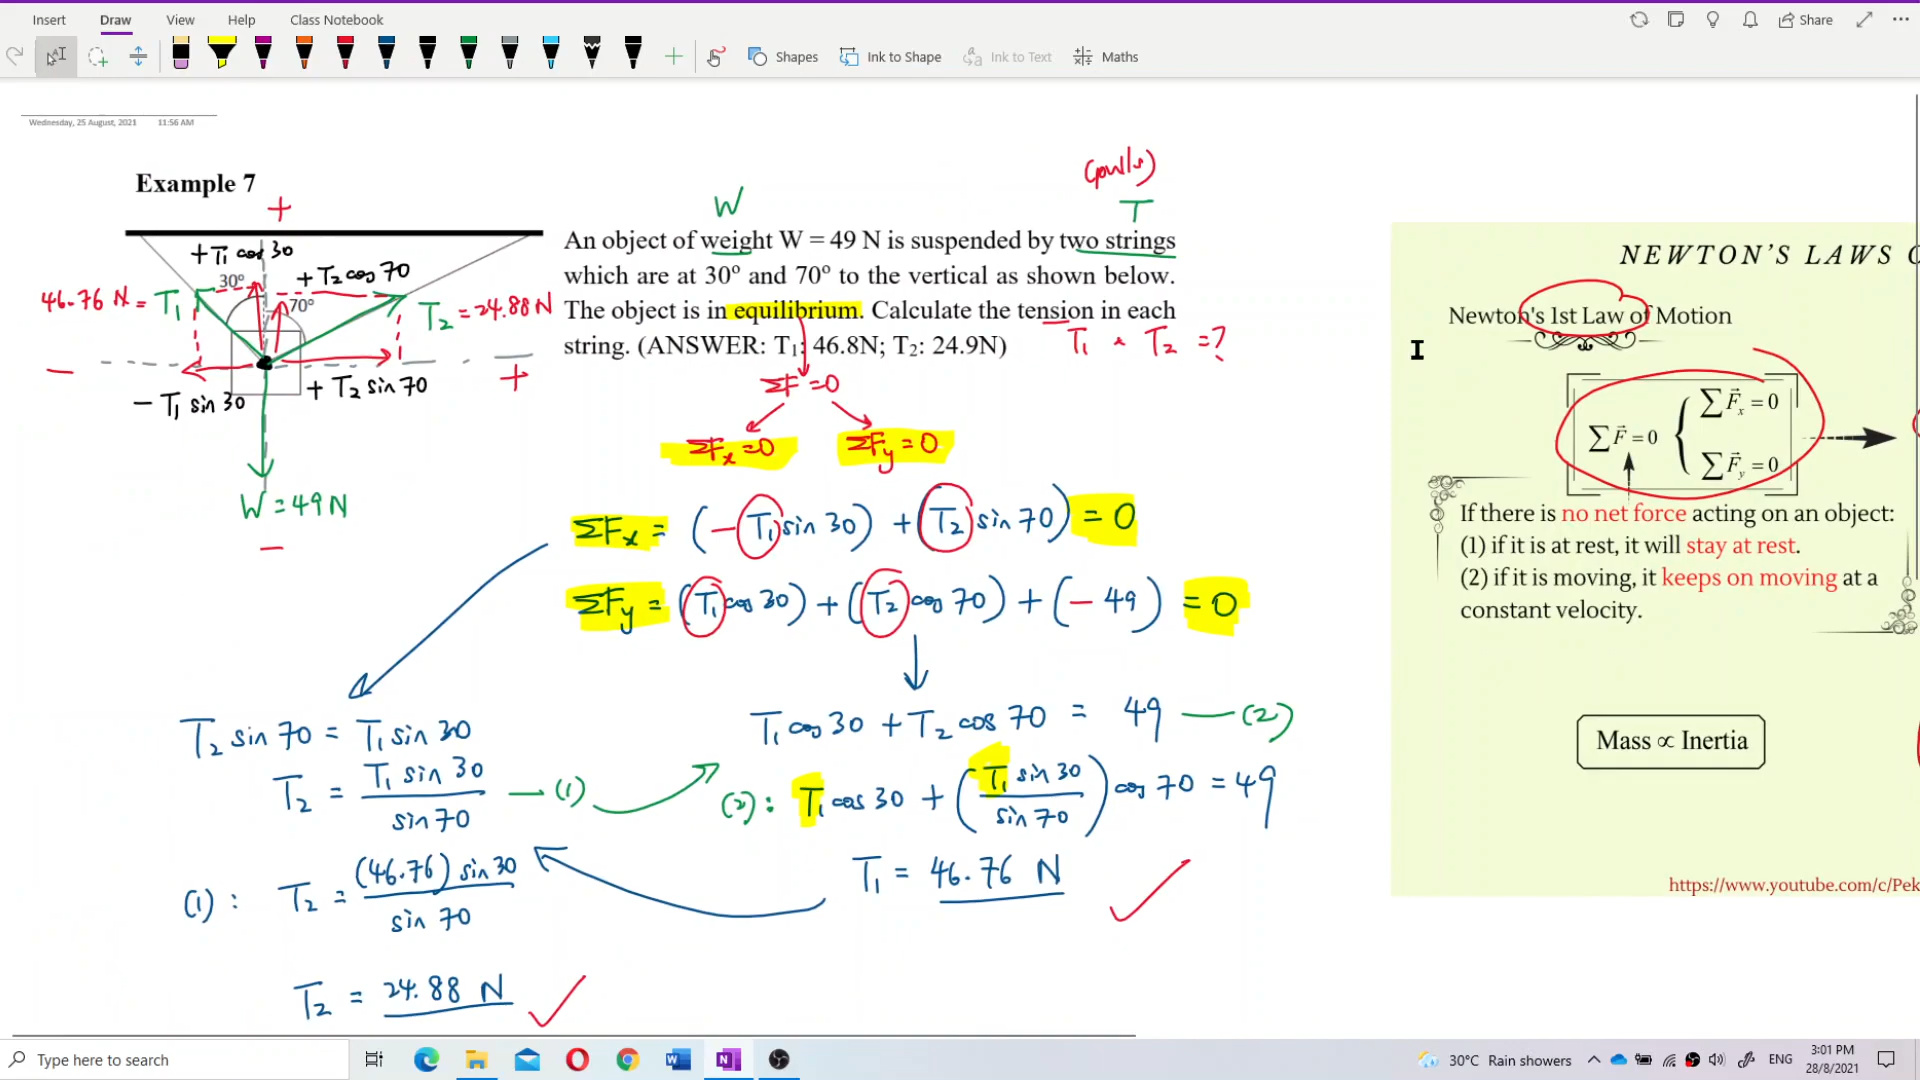 Insert Draw View Help Class Notebook
Share
Shapes Ink to Shape Ink to Text Maths
Wednesday, 25 August, 2021 11:56 AM
Example 7
+
+T₁ cos 30
30°
+ T₂ cos 70
70°
46.76 N = T₁
T₂ = 24.88 N
−
+
− T₁ sin 30
+ T₂ sin 70
W = 49 N
−
W
(pulls)
T
An object of weight W = 49 N is suspended by two strings
which are at 30° and 70° to the vertical as shown below.
The object is in equilibrium. Calculate the tension in each
string. (ANSWER: T₁: 46.8N; T₂: 24.9N)
T₁ & T₂ = ?
ΣF = 0
ΣFx = 0 ΣFy = 0
ΣFx = (− T₁ sin 30) + (T₂ sin 70) = 0
ΣFy = (T₁ cos 30) + (T₂ cos 70) + (− 49) = 0
T₂ sin 70 = T₁ sin 30
T₂ = T₁ sin 30 / sin 70 — (1)
(1) : T₂ = (46.76) sin 30 / sin 70
T₂ = 24.88 N
T₁ cos 30 + T₂ cos 70 = 49 — (2)
(2) : T₁ cos 30 + (T₁ sin 30 / sin 70) cos 70 = 49
T₁ = 46.76 N
NEWTON'S LAWS
Newton's 1st Law of Motion
∑F⃗ = 0 { ∑F⃗x = 0
∑F⃗y = 0
If there is no net force acting on an object:
(1) if it is at rest, it will stay at rest.
(2) if it is moving, it keeps on moving at a
constant velocity.
Mass ∝ Inertia
https://www.youtube.com/c/Pek
Type here to search
30°C Rain showers
ENG
3:01 PM
28/8/2021